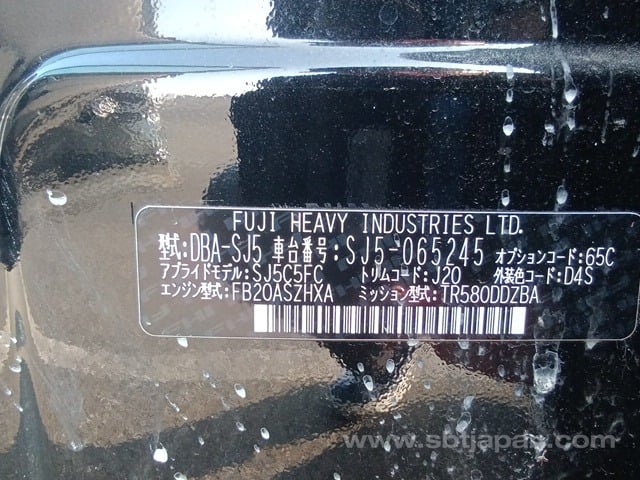 FUJI HEAVY INDUSTRIES LTD.
型式:DBA-SJ5 車台番号:SJ5-065245 オプションコード:65C
アプライドモデル:SJ5C5FC トリムコード:J20 外装色コード:D4S
エンジン型式:FB20ASZHXA ミッション型式:TR580DDZBA
www.sbtjapan.com